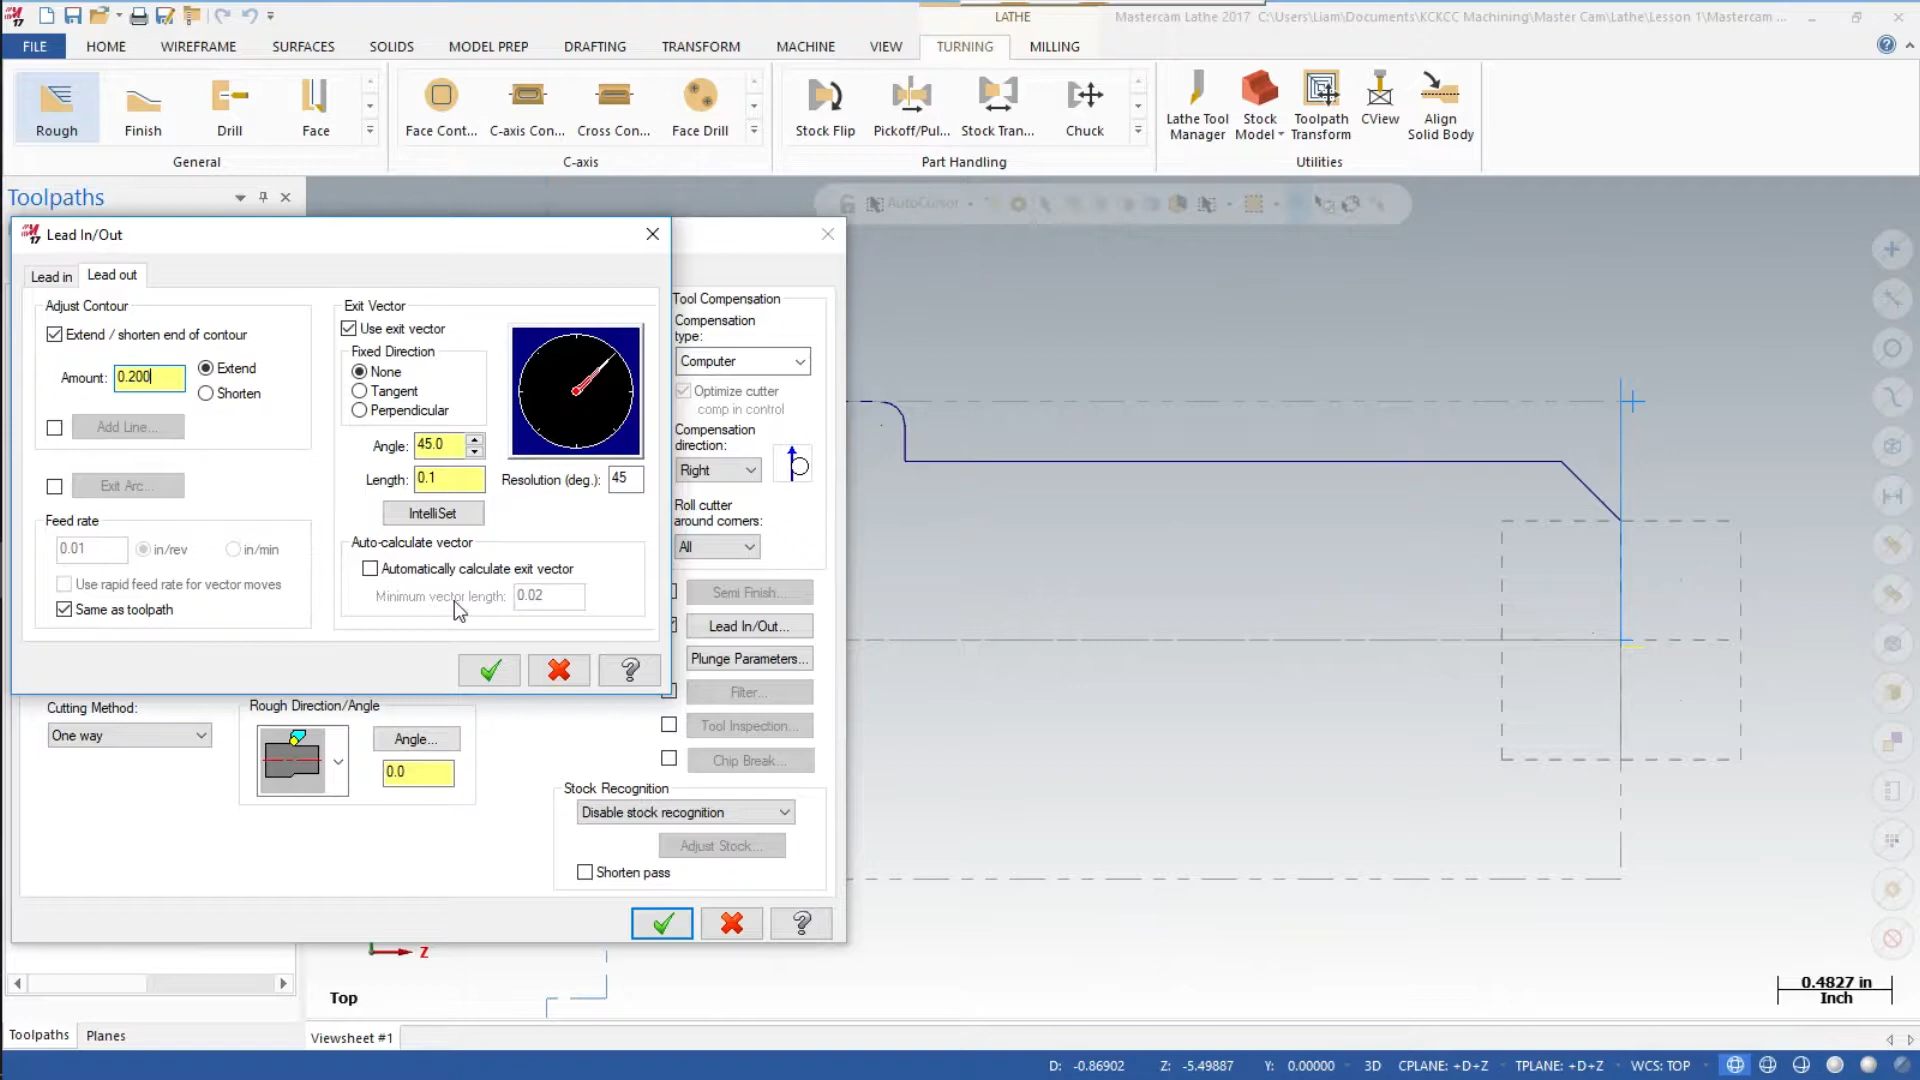 LATHE
Mastercam Lathe 2017 C:\Users\Liam\Documents\KCKCC Machining\Master Cam\Lathe\Lesson 1\Mastercam ...
FILE HOME WIREFRAME SURFACES SOLIDS MODEL PREP DRAFTING TRANSFORM MACHINE VIEW TURNING MILLING
Rough Finish Drill Face Face Cont... C-axis Con... Cross Con... Face Drill Stock Flip Pickoff/Pul... Stock Tran... Chuck
Lathe Tool Manager
Stock Model
Toolpath Transform
CView
Align Solid Body
General C-axis Part Handling Utilities
Toolpaths
AutoCursor
17 Lead In/Out
Lead in Lead out
Adjust Contour
Extend / shorten end of contour
Amount: 0.200
Extend
Shorten
Add Line...
Exit Arc...
Feed rate
0.01 in/rev in/min
Use rapid feed rate for vector moves
Same as toolpath
Exit Vector
Use exit vector
Fixed Direction
None
Tangent
Perpendicular
Angle: 45.0
Length: 0.1
Resolution (deg.): 45
IntelliSet
Auto-calculate vector
Automatically calculate exit vector
Minimum vector length: 0.02
Tool Compensation
Compensation
type:
Computer
Optimize cutter
comp in control
Compensation
direction:
Right
Roll cutter
around corners:
All
Semi Finish...
Lead In/Out...
Plunge Parameters...
Filter...
Tool Inspection...
Chip Break...
Cutting Method:
One way
Rough Direction/Angle
Angle...
0.0
Stock Recognition
Disable stock recognition
Adjust Stock...
Shorten pass
Z
Top
0.4827 in
Inch
Toolpaths Planes
Viewsheet #1
D: -0.86902 Z: -5.49887 Y: 0.00000 3D CPLANE: +D+Z TPLANE: +D+Z WCS: TOP